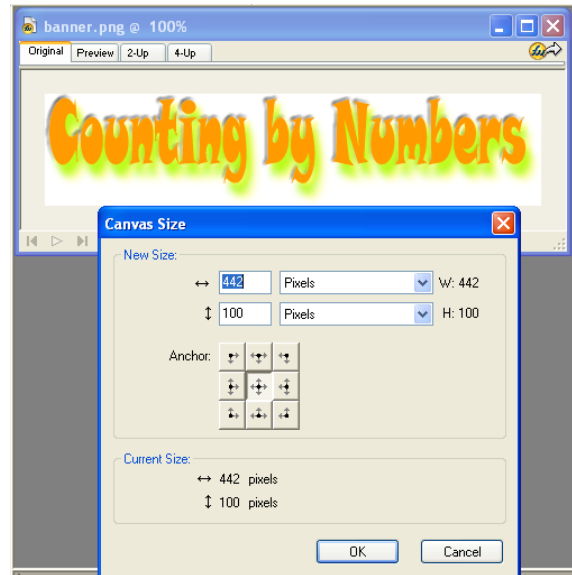 banner.png @ 100%
Original Preview 2-Up 4-Up
Counting by Numbers
Canvas Size
New Size:
442 Pixels W: 442
100 Pixels H: 100
Anchor:
Current Size:
442 pixels
100 pixels
OK Cancel